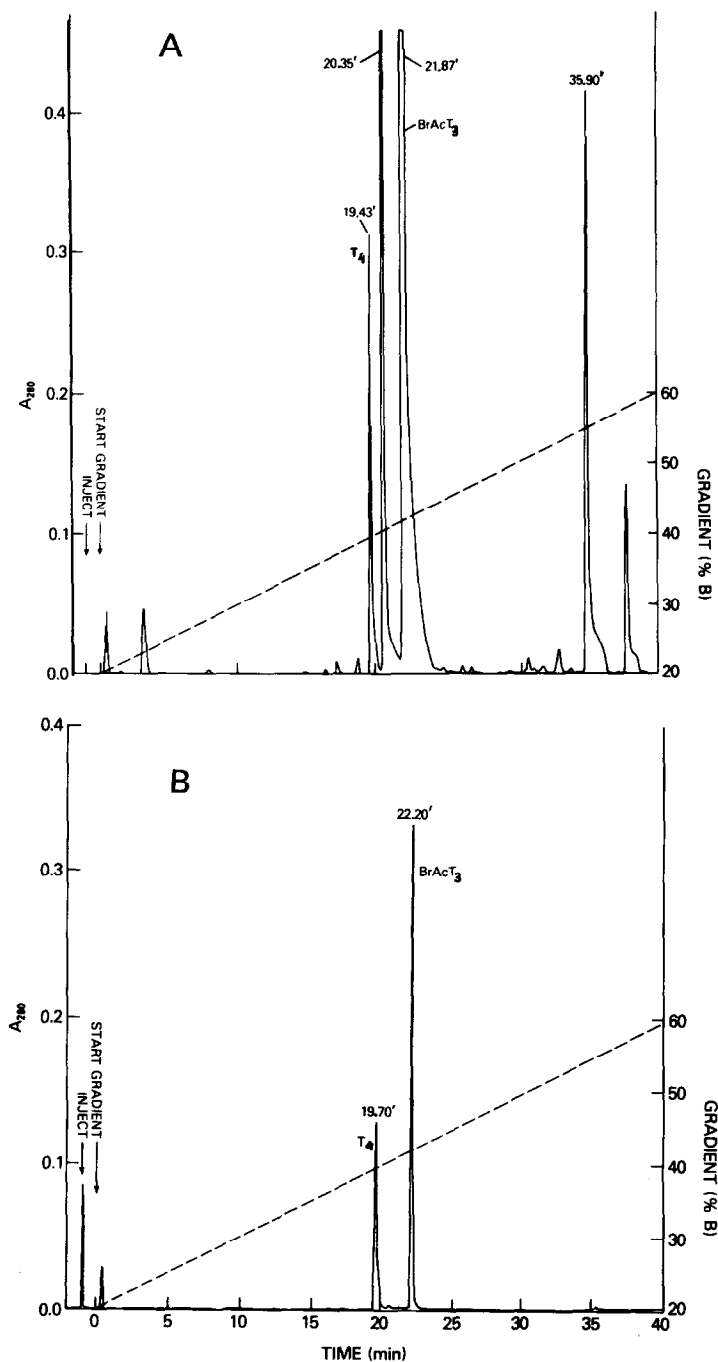 A
20.35' 21.87'
35.90'
BrAcT3
19.43'
T4
0.4
0.3
0.2
0.1
0.0
A280
INJECT
START GRADIENT
60
50
40
30
20
GRADIENT (% B)
B
22.20'
BrAcT3
19.70'
T4
0.4
0.3
0.2
0.1
0.0
A280
INJECT
START GRADIENT
60
50
40
30
20
GRADIENT (% B)
0 5 10 15 20 25 30 35 40
TIME (min)